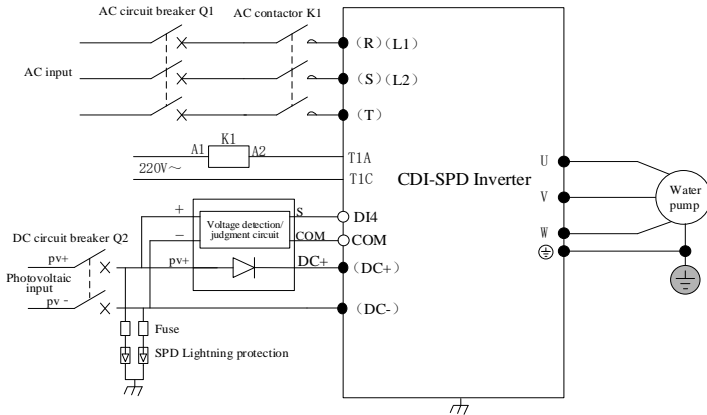 AC circuit breaker Q1
AC contactor K1
(R)(L1)
AC input
(S)(L2)
(T)
K1
A1
A2
T1A
220V~
T1C
CDI-SPD Inverter
U
V
W
Water
pump
+
Voltage detection/
judgment circuit
S
DI4
-
COM
COM
DC circuit breaker Q2
pv+
pv+
DC+
(DC+)
Photovoltaic
input
pv -
(DC-)
Fuse
SPD Lightning protection